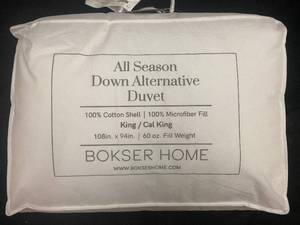 All Season
Down Alternative
Duvet
100% Cotton Shell | 100% Microfiber Fill
King / Cal King
108in. x 94in. | 60 oz. Fill Weight
BOKSER HOME
WWW.BOKSERHOME.COM